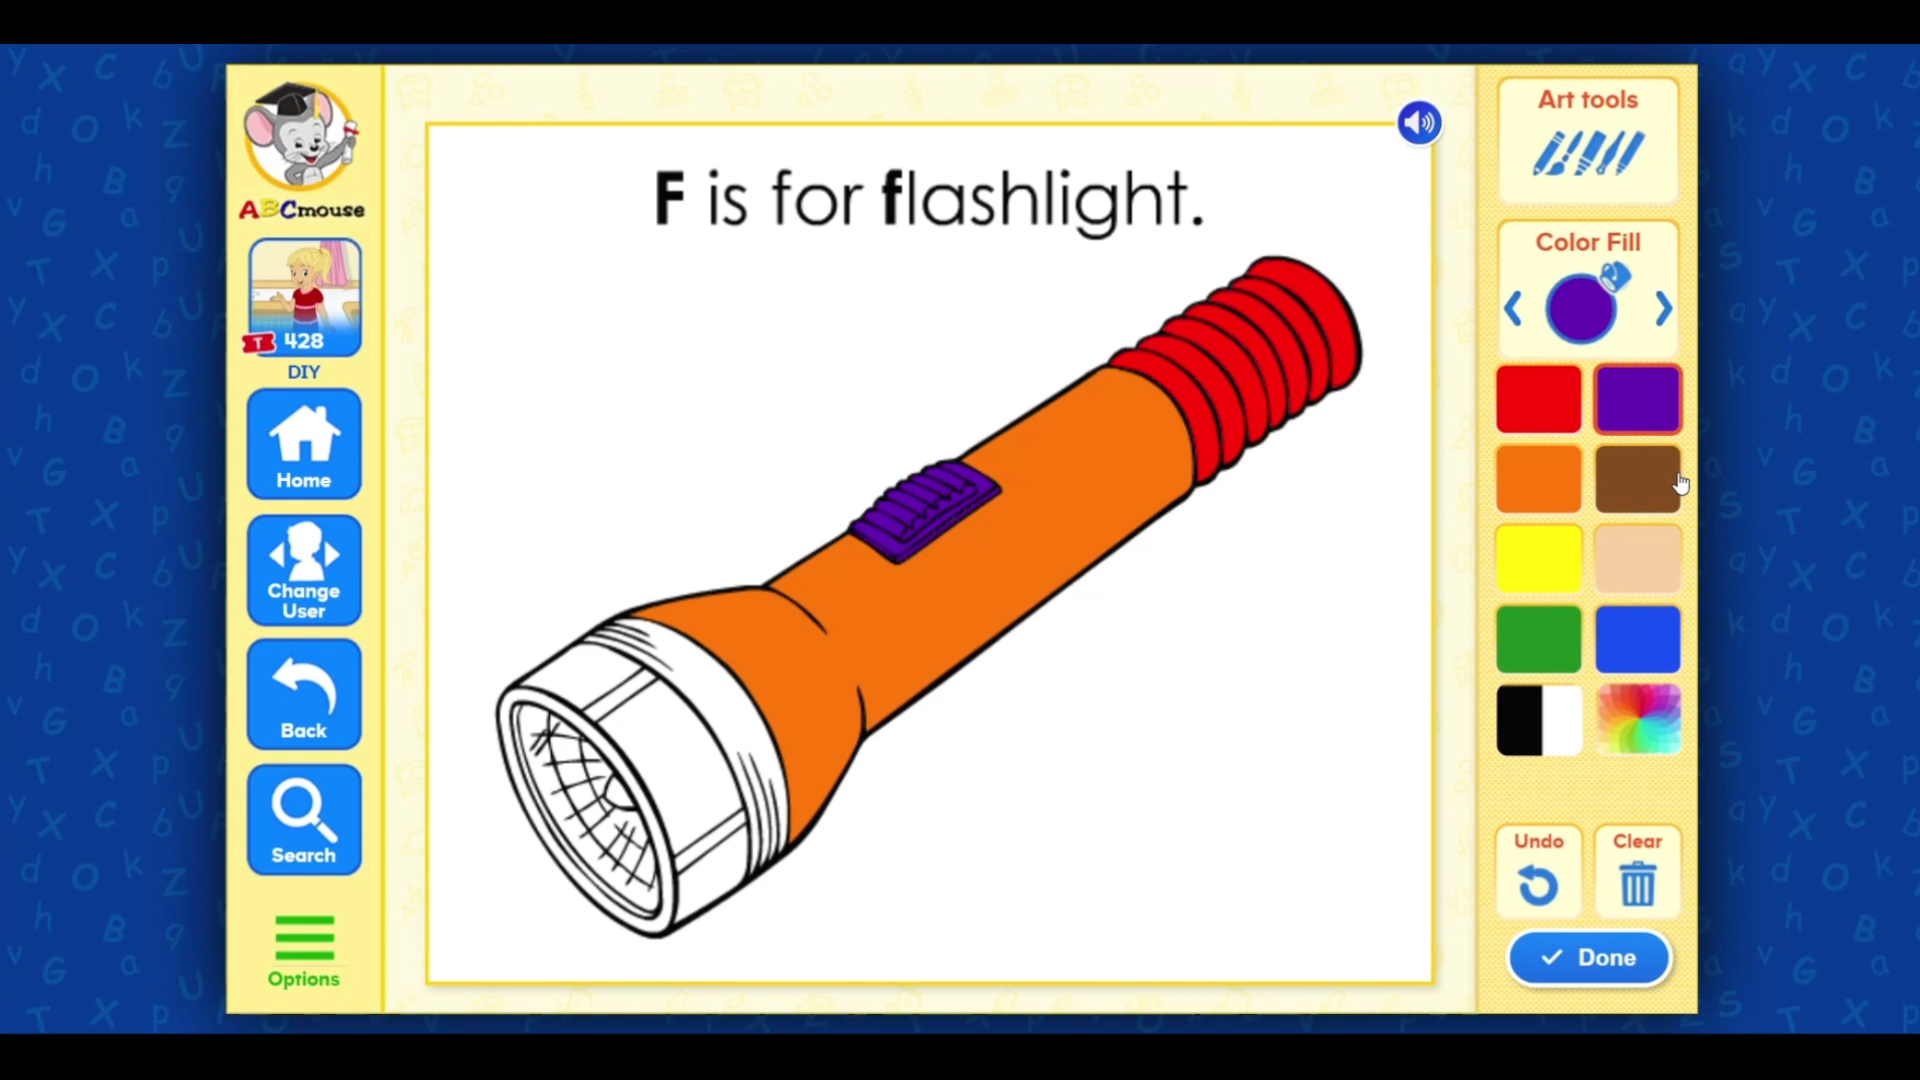 ABCmouse
T 428
DIY
Home
Change
User
Back
Search
Options
F is for flashlight.
Art tools
Color Fill
Undo
Clear
Done